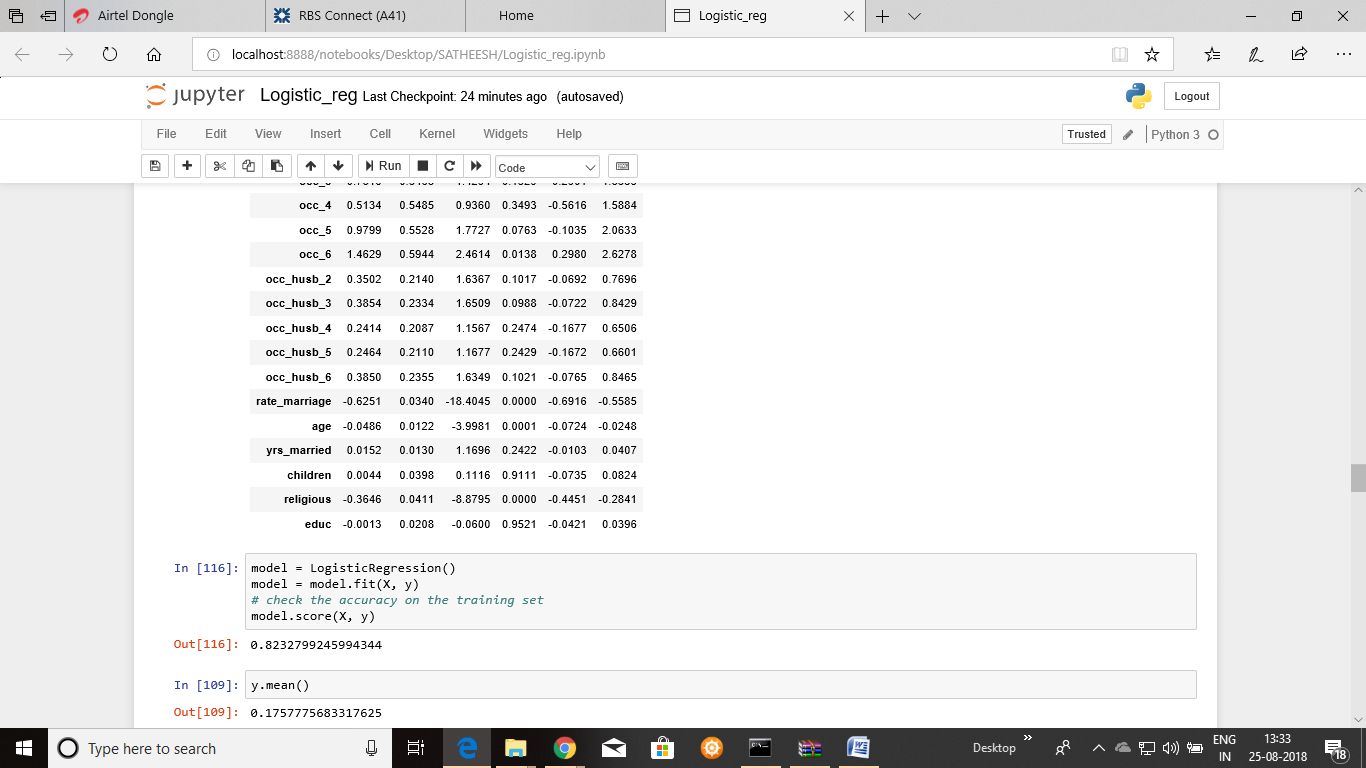 Airtel Dongle RBS Connect (A41) Home Logistic_reg
localhost:8888/notebooks/Desktop/SATHEESH/Logistic_reg.ipynb
jupyter Logistic_reg Last Checkpoint: 24 minutes ago (autosaved) Logout
File Edit View Insert Cell Kernel Widgets Help Trusted Python 3
Run Code
occ_4 0.5134 0.5485 0.9360 0.3493 -0.5616 1.5884
occ_5 0.9799 0.5528 1.7727 0.0763 -0.1035 2.0633
occ_6 1.4629 0.5944 2.4614 0.0138 0.2980 2.6278
occ_husb_2 0.3502 0.2140 1.6367 0.1017 -0.0692 0.7696
occ_husb_3 0.3854 0.2334 1.6509 0.0988 -0.0722 0.8429
occ_husb_4 0.2414 0.2087 1.1567 0.2474 -0.1677 0.6506
occ_husb_5 0.2464 0.2110 1.1677 0.2429 -0.1672 0.6601
occ_husb_6 0.3850 0.2355 1.6349 0.1021 -0.0765 0.8465
rate_marriage -0.6251 0.0340 -18.4045 0.0000 -0.6916 -0.5585
age -0.0486 0.0122 -3.9981 0.0001 -0.0724 -0.0248
yrs_married 0.0152 0.0130 1.1696 0.2422 -0.0103 0.0407
children 0.0044 0.0398 0.1116 0.9111 -0.0735 0.0824
religious -0.3646 0.0411 -8.8795 0.0000 -0.4451 -0.2841
educ -0.0013 0.0208 -0.0600 0.9521 -0.0421 0.0396
In [116]: model = LogisticRegression()
model = model.fit(X, y)
# check the accuracy on the training set
model.score(X, y)
Out[116]: 0.8232799245994344
In [109]: y.mean()
Out[109]: 0.1577775683317625
Type here to search Desktop ENG 13:33
IN 25-08-2018 18